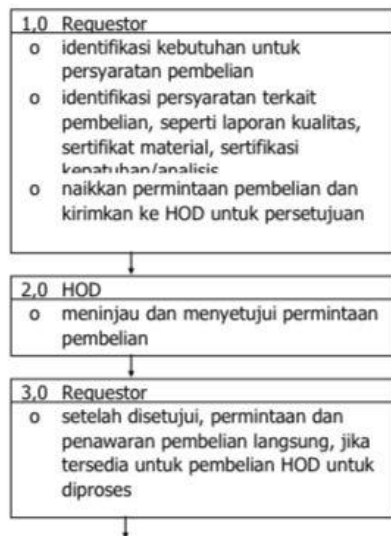 1,0 Requestor
o identifikasi kebutuhan untuk
persyaratan pembelian
o identifikasi persyaratan terkait
pembelian, seperti laporan kualitas,
sertifikat material, sertifikasi
kepatuhan/analisis
o naikkan permintaan pembelian dan
kirimkan ke HOD untuk persetujuan
2,0 HOD
o meninjau dan menyetujui permintaan
pembelian
3,0 Requestor
o setelah disetujui, permintaan dan
penawaran pembelian langsung, jika
tersedia untuk pembelian HOD untuk
diproses